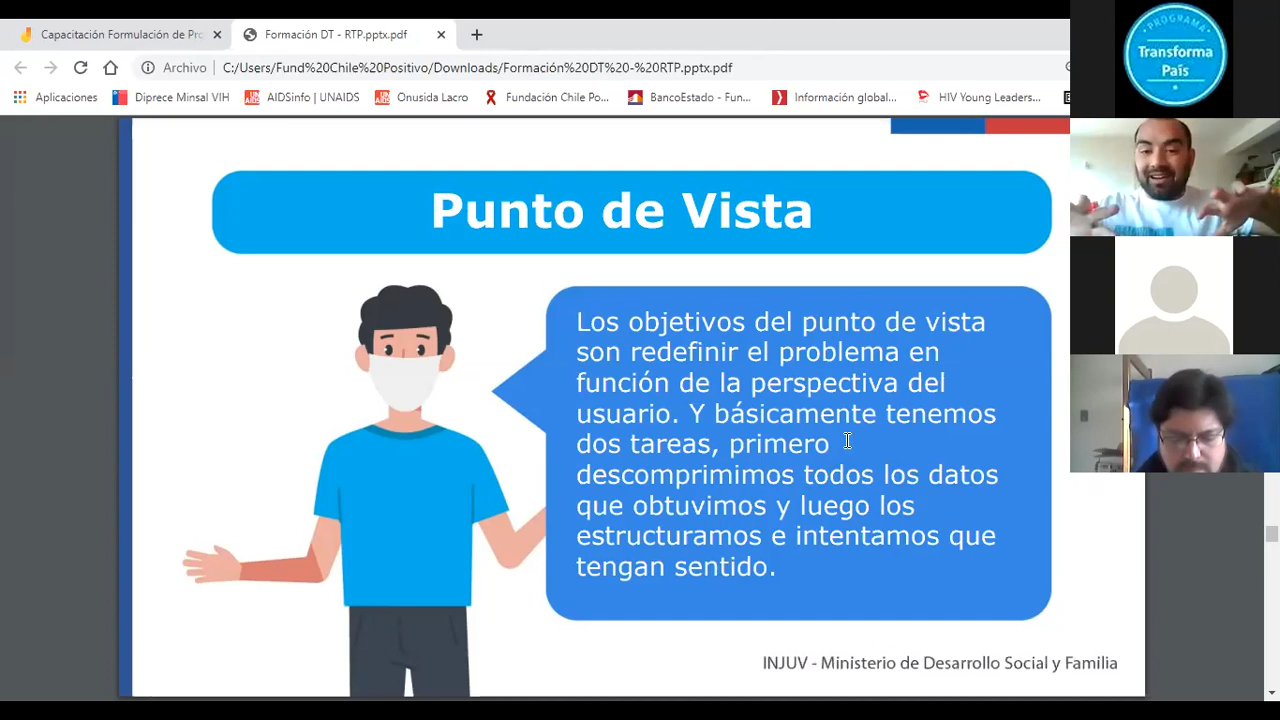 Capacitación Formulación de Pro
Formación DT - RTP.pptx.pdf
Archivo
C:/Users/Fund%20Chile%20Positivo/Downloads/Formación%20DT%20-%20RTP.pptx.pdf
Aplicaciones
Diprece Minsal VIH
AIDSinfo | UNAIDS
Onusida Lacro
Fundación Chile Po...
BancoEstado - Fun...
Información global...
HIV Young Leaders...
PROGRAMA
Transforma
País
Punto de Vista
Los objetivos del punto de vista
son redefinir el problema en
función de la perspectiva del
usuario. Y básicamente tenemos
dos tareas, primero
descomprimimos todos los datos
que obtuvimos y luego los
estructuramos e intentamos que
tengan sentido.
INJUV - Ministerio de Desarrollo Social y Familia